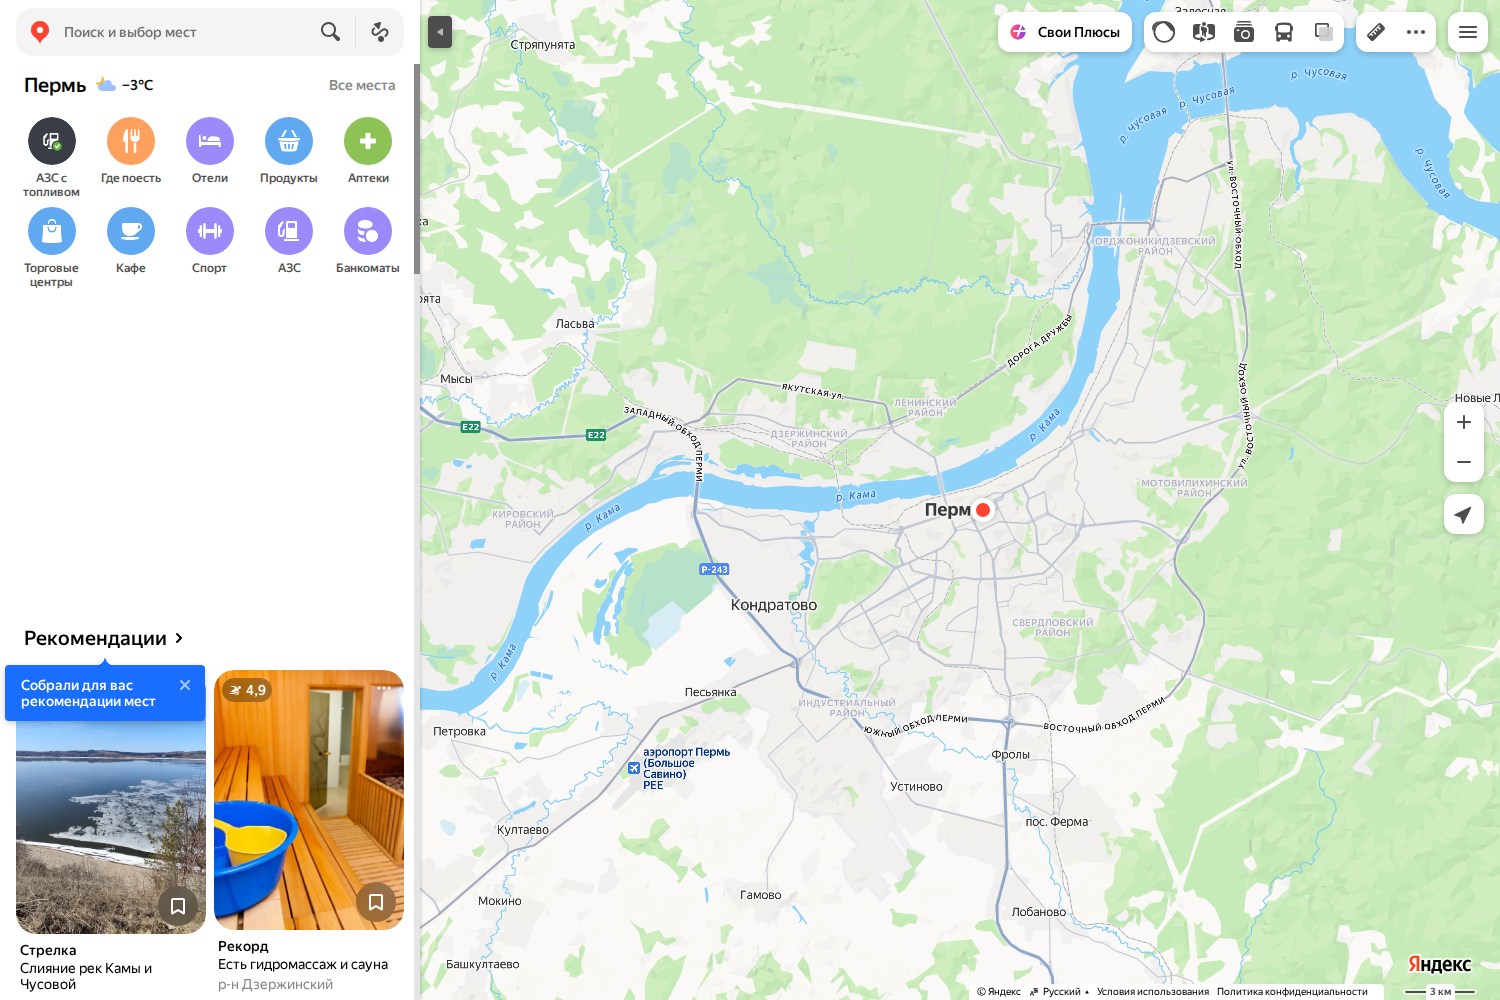 Поиск и выбор мест
Пермь
−3°C
Все места
АЗС с
топливом
Где поесть
Отели
Продукты
Аптеки
Торговые
центры
Кафе
Спорт
АЗС
Банкоматы
Рекомендации
Собрали для вас
рекомендации мест
4,9
Стрелка
Слияние рек Камы и
Чусовой
Рекорд
Есть гидромассаж и сауна
р-н Дзержинский
Свои Плюсы
Залесная
Стряпунята
р. Чусовая
р. Чусовая
р. Чусовая
р. Чусовая
ул. ВОСТОЧНЫЙ ОБХОД
ОРДЖОНИКИДЗЕВСКИЙ
РАЙОН
Ласьва
ДОРОГА ДРУЖБЫ
Мысы
ЯКУТСКАЯ ул.
ЛЕНИНСКИЙ
РАЙОН
Новые Л
ЗАПАДНЫЙ ОБХОД ПЕРМИ
E22
E22
ДЗЕРЖИНСКИЙ
РАЙОН
р. Кама
ул. ВОСТОЧНЫЙ ОБХОД
МОТОВИЛИХИНСКИЙ
РАЙОН
р. Кама
Перм
КИРОВСКИЙ
РАЙОН
р. Кама
Р-243
Кондратово
СВЕРДЛОВСКИЙ
РАЙОН
р. Кама
Песьянка
ИНДУСТРИАЛЬНЫЙ
РАЙОН
ЮЖНЫЙ ОБХОД ПЕРМИ
ВОСТОЧНЫЙ ОБХОД ПЕРМИ
Петровка
аэропорт Пермь
(Большое
Савино)
PEE
Фролы
Устиново
Култаево
пос. Ферма
Гамово
Мокино
Лобаново
Башкултаево
Яндекс
© Яндекс
Русский
Условия использования
Политика конфиденциальности
3 км